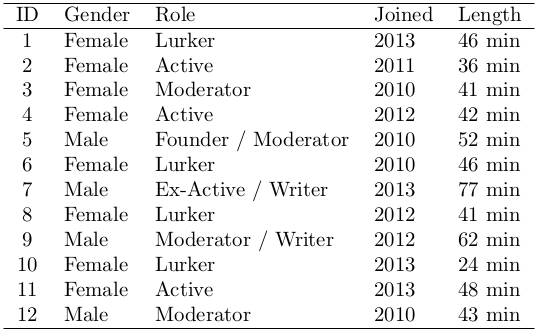 ID Gender Role Joined Length
1 Female Lurker 2013 46 min
2 Female Active 2011 36 min
3 Female Moderator 2010 41 min
4 Female Active 2012 42 min
5 Male Founder / Moderator 2010 52 min
6 Female Lurker 2010 46 min
7 Male Ex-Active / Writer 2013 77 min
8 Female Lurker 2012 41 min
9 Male Moderator / Writer 2012 62 min
10 Female Lurker 2013 24 min
11 Female Active 2013 48 min
12 Male Moderator 2010 43 min